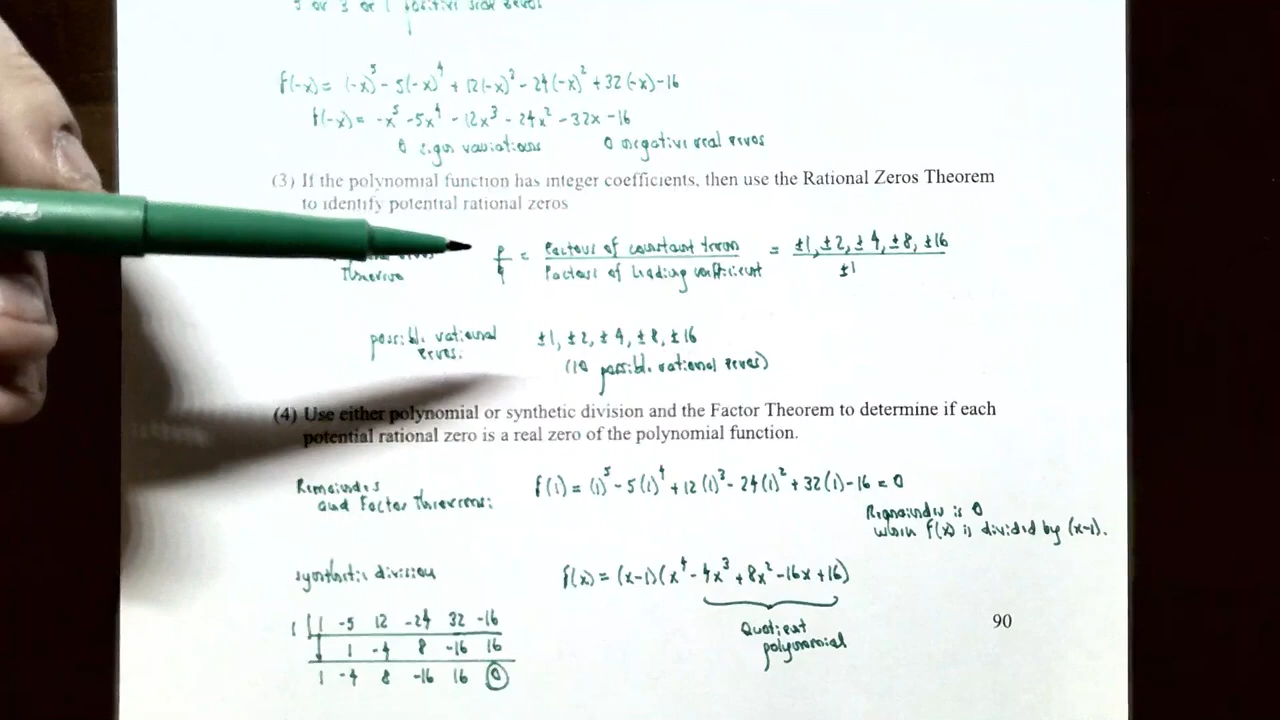 5 or 3 or 1 positive real zeros
f(-x) = (-x)^5 - 5(-x)^4 + 12(-x)^2 - 24(-x)^2 + 32(-x) - 16
f(-x) = -x^5 - 5x^4 - 12x^3 - 24x^2 - 32x - 16
0 sign variations 0 negative real zeros
(3) If the polynomial function has integer coefficients, then use the Rational Zeros Theorem
to identify potential rational zeros
Theorem
p/q = Factors of constant term / Factors of leading coefficient = ±1, ±2, ±4, ±8, ±16 / ±1
possible rational zeros: ±1, ±2, ±4, ±8, ±16
(10 possible rational zeros)
(4) Use either polynomial or synthetic division and the Factor Theorem to determine if each
potential rational zero is a real zero of the polynomial function.
Remainder and Factor Theorems: f(1) = (1)^5 - 5(1)^4 + 12(1)^3 - 24(1)^2 + 32(1) - 16 = 0
Remainder is 0
when f(x) is divided by (x-1).
synthetic division f(x) = (x-1)(x^4 - 4x^3 + 8x^2 - 16x + 16)
Quotient
polynomial
1 | 1 -5 12 -24 32 -16
1 -4 8 -16 16
1 -4 8 -16 16 0
90